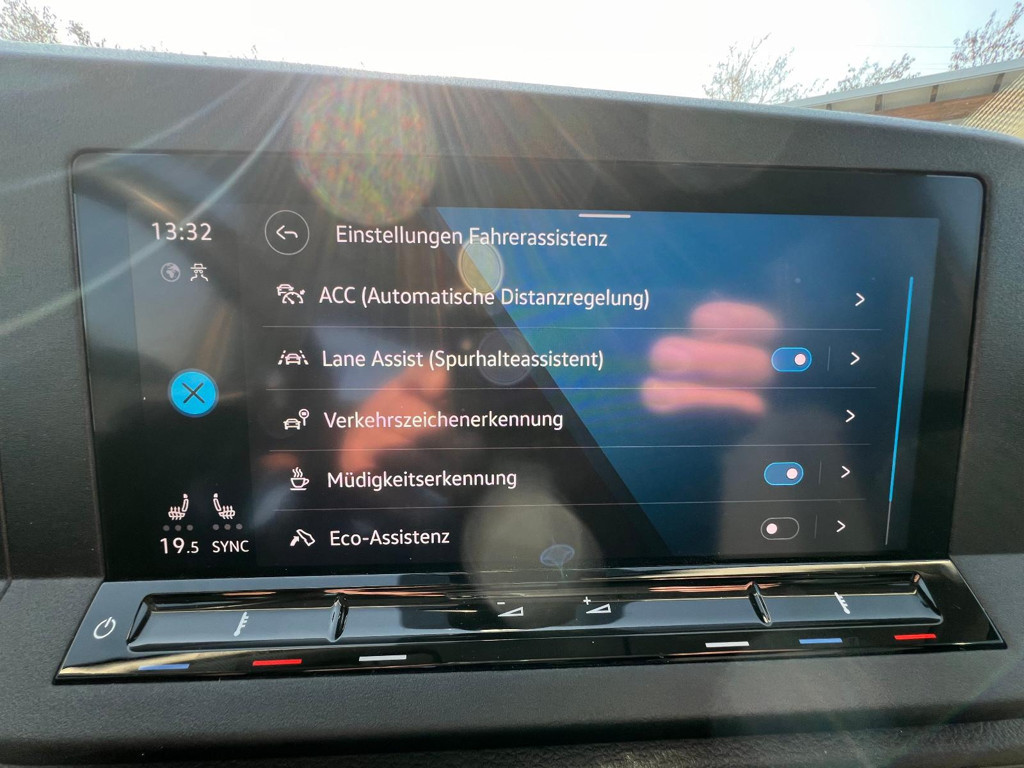 13:32
Einstellungen Fahrerassistenz
ACC (Automatische Distanzregelung)
Lane Assist (Spurhalteassistent)
Verkehrszeichenerkennung
Müdigkeitserkennung
Eco-Assistenz
19.5 SYNC